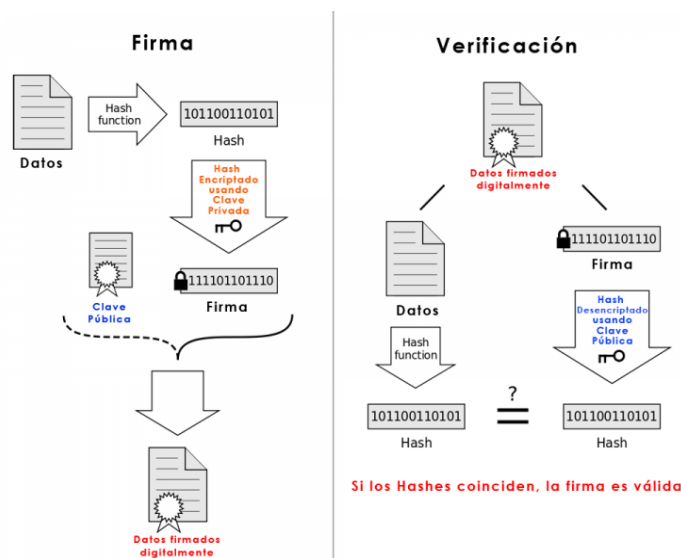 Firma
Hash
function
101100110101
Hash
Datos
Hash
Encriptado
usando
Clave
Privada
111101101110
Firma
Clave
Pública
Datos firmados
digitalmente
Verificación
Datos firmados
digitalmente
111101101110
Firma
Datos
Hash
function
Hash
Desencriptado
usando
Clave
Pública
101100110101
Hash
?
=
101100110101
Hash
Si los Hashes coinciden, la firma es válida